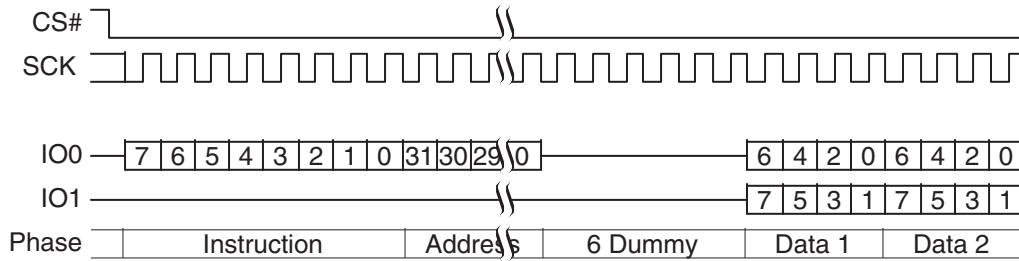 CS#
SCK
IO0 7 6 5 4 3 2 1 0 31 30 29 0 6 4 2 0 6 4 2 0
IO1 7 5 3 1 7 5 3 1
Phase Instruction Address 6 Dummy Data 1 Data 2